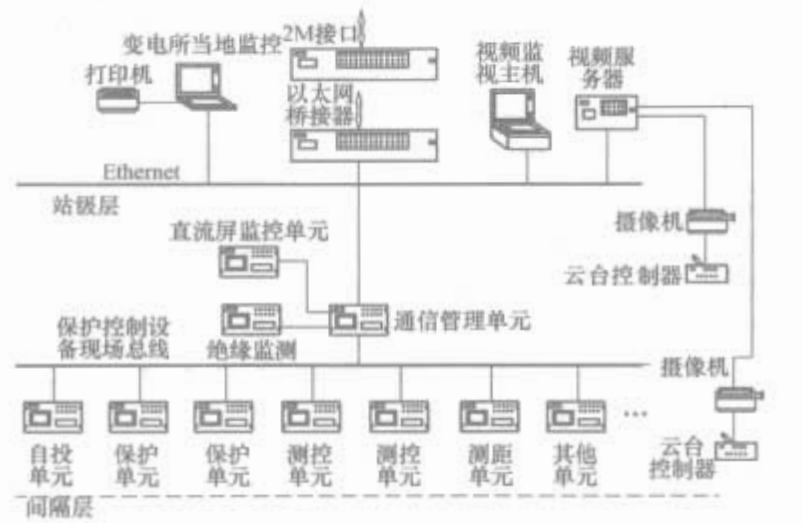 变电所当地监控
2M接口
打印机
以太网
桥接器
视频监
视主机
视频服
务器
Ethernet
站级层
摄像机
直流屏监控单元
云台控制器
保护控制设
备现场总线
绝缘监测
通信管理单元
摄像机
自投
单元
保护
单元
保护
单元
测控
单元
测控
单元
测距
单元
其他
单元
...
云台
控制器
间隔层